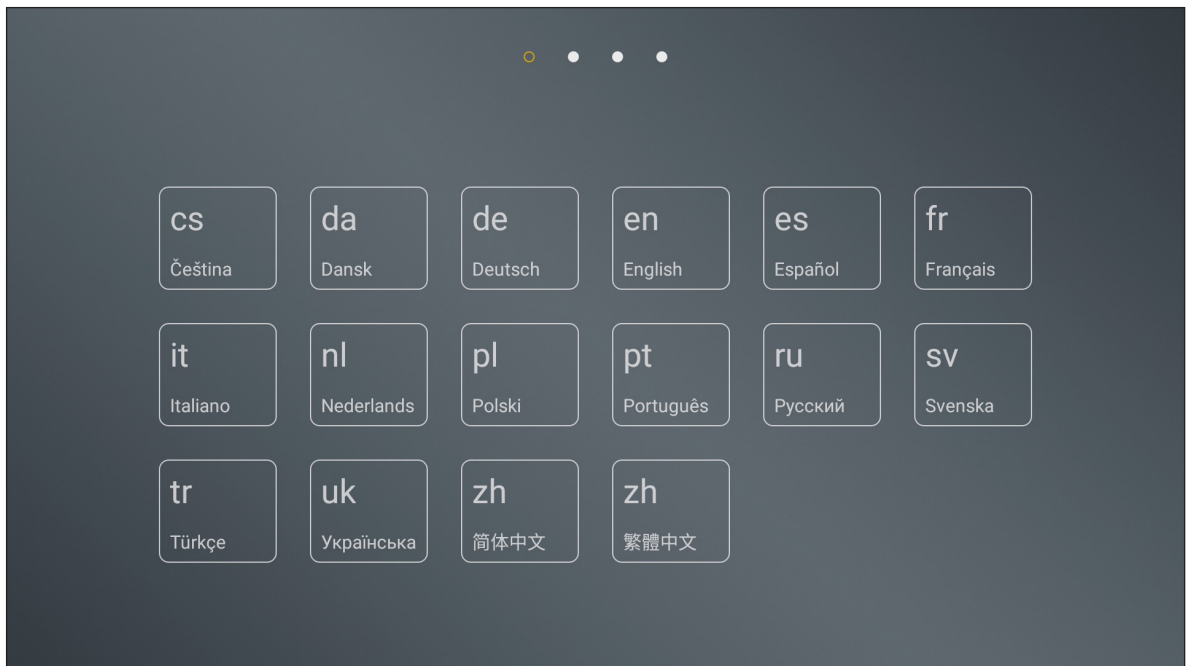 cs
Čeština
da
Dansk
de
Deutsch
en
English
es
Español
fr
Français
it
Italiano
nl
Nederlands
pl
Polski
pt
Português
ru
Русский
sv
Svenska
tr
Türkçe
uk
Українська
zh
简体中文
zh
繁體中文